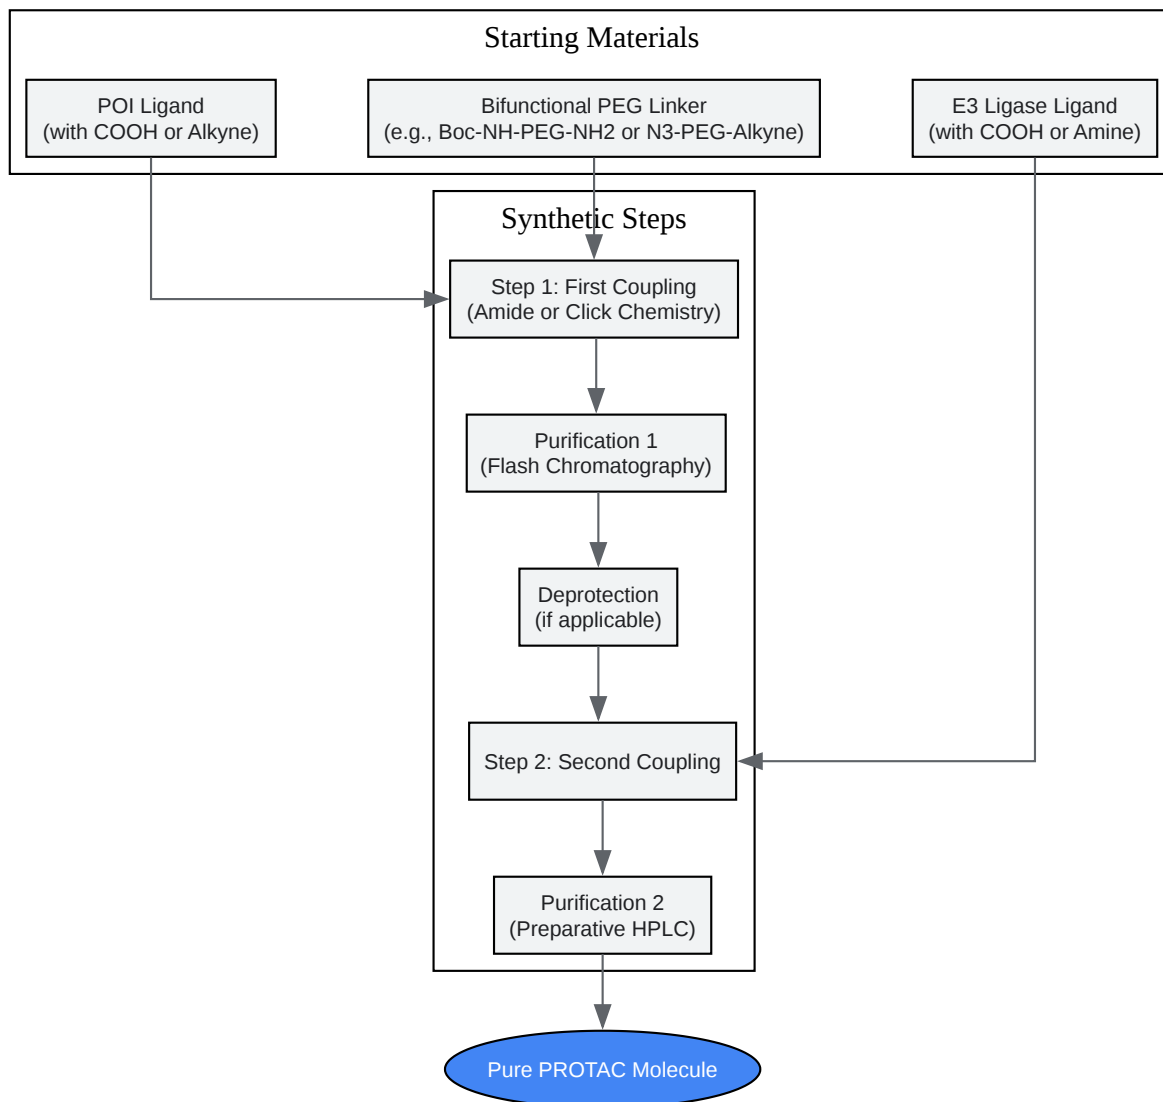 Starting Materials
POI Ligand
(with COOH or Alkyne)
Bifunctional PEG Linker
(e.g., Boc-NH-PEG-NH2 or N3-PEG-Alkyne)
E3 Ligase Ligand
(with COOH or Amine)
Synthetic Steps
Step 1: First Coupling
(Amide or Click Chemistry)
Purification 1
(Flash Chromatography)
Deprotection
(if applicable)
Step 2: Second Coupling
Purification 2
(Preparative HPLC)
Pure PROTAC Molecule